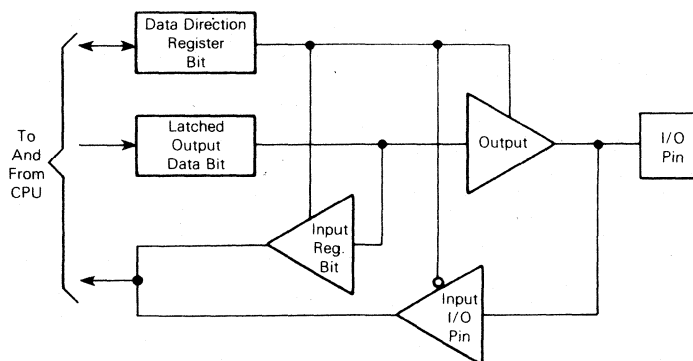 Data Direction
Register
Bit
To
And
From
CPU
Latched
Output
Data Bit
Output
I/O
Pin
Input
Reg.
Bit
Input
I/O
Pin